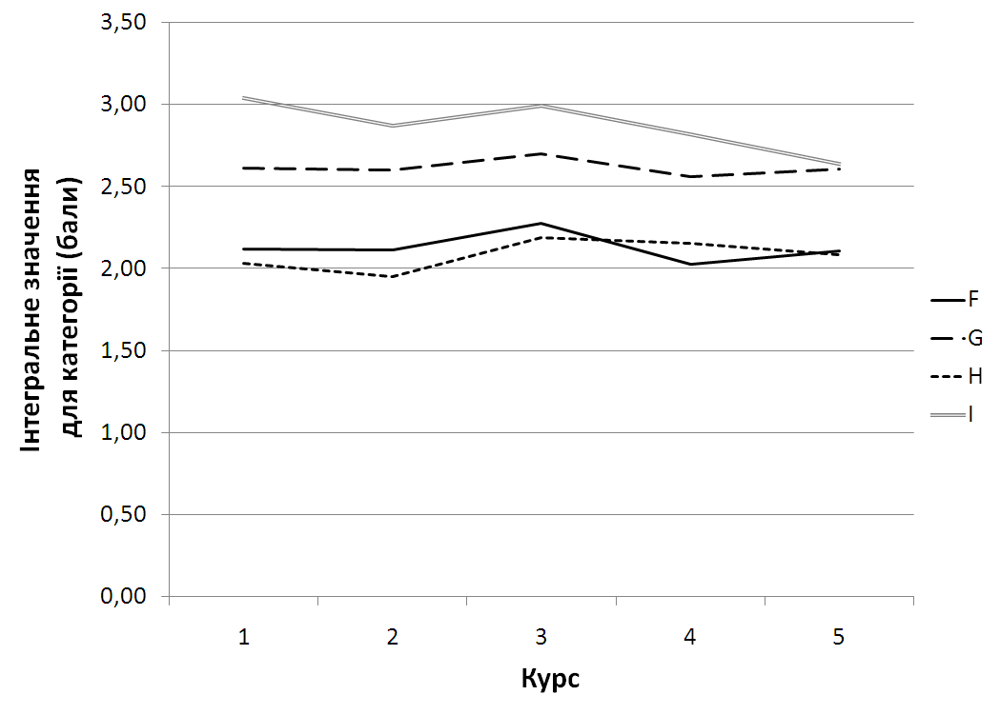 3,50
3,00
2,50
2,00
1,50
1,00
0,50
0,00
Інтегральне значення
для категорії (бали)
1 2 3 4 5
Курс
F
G
H
I